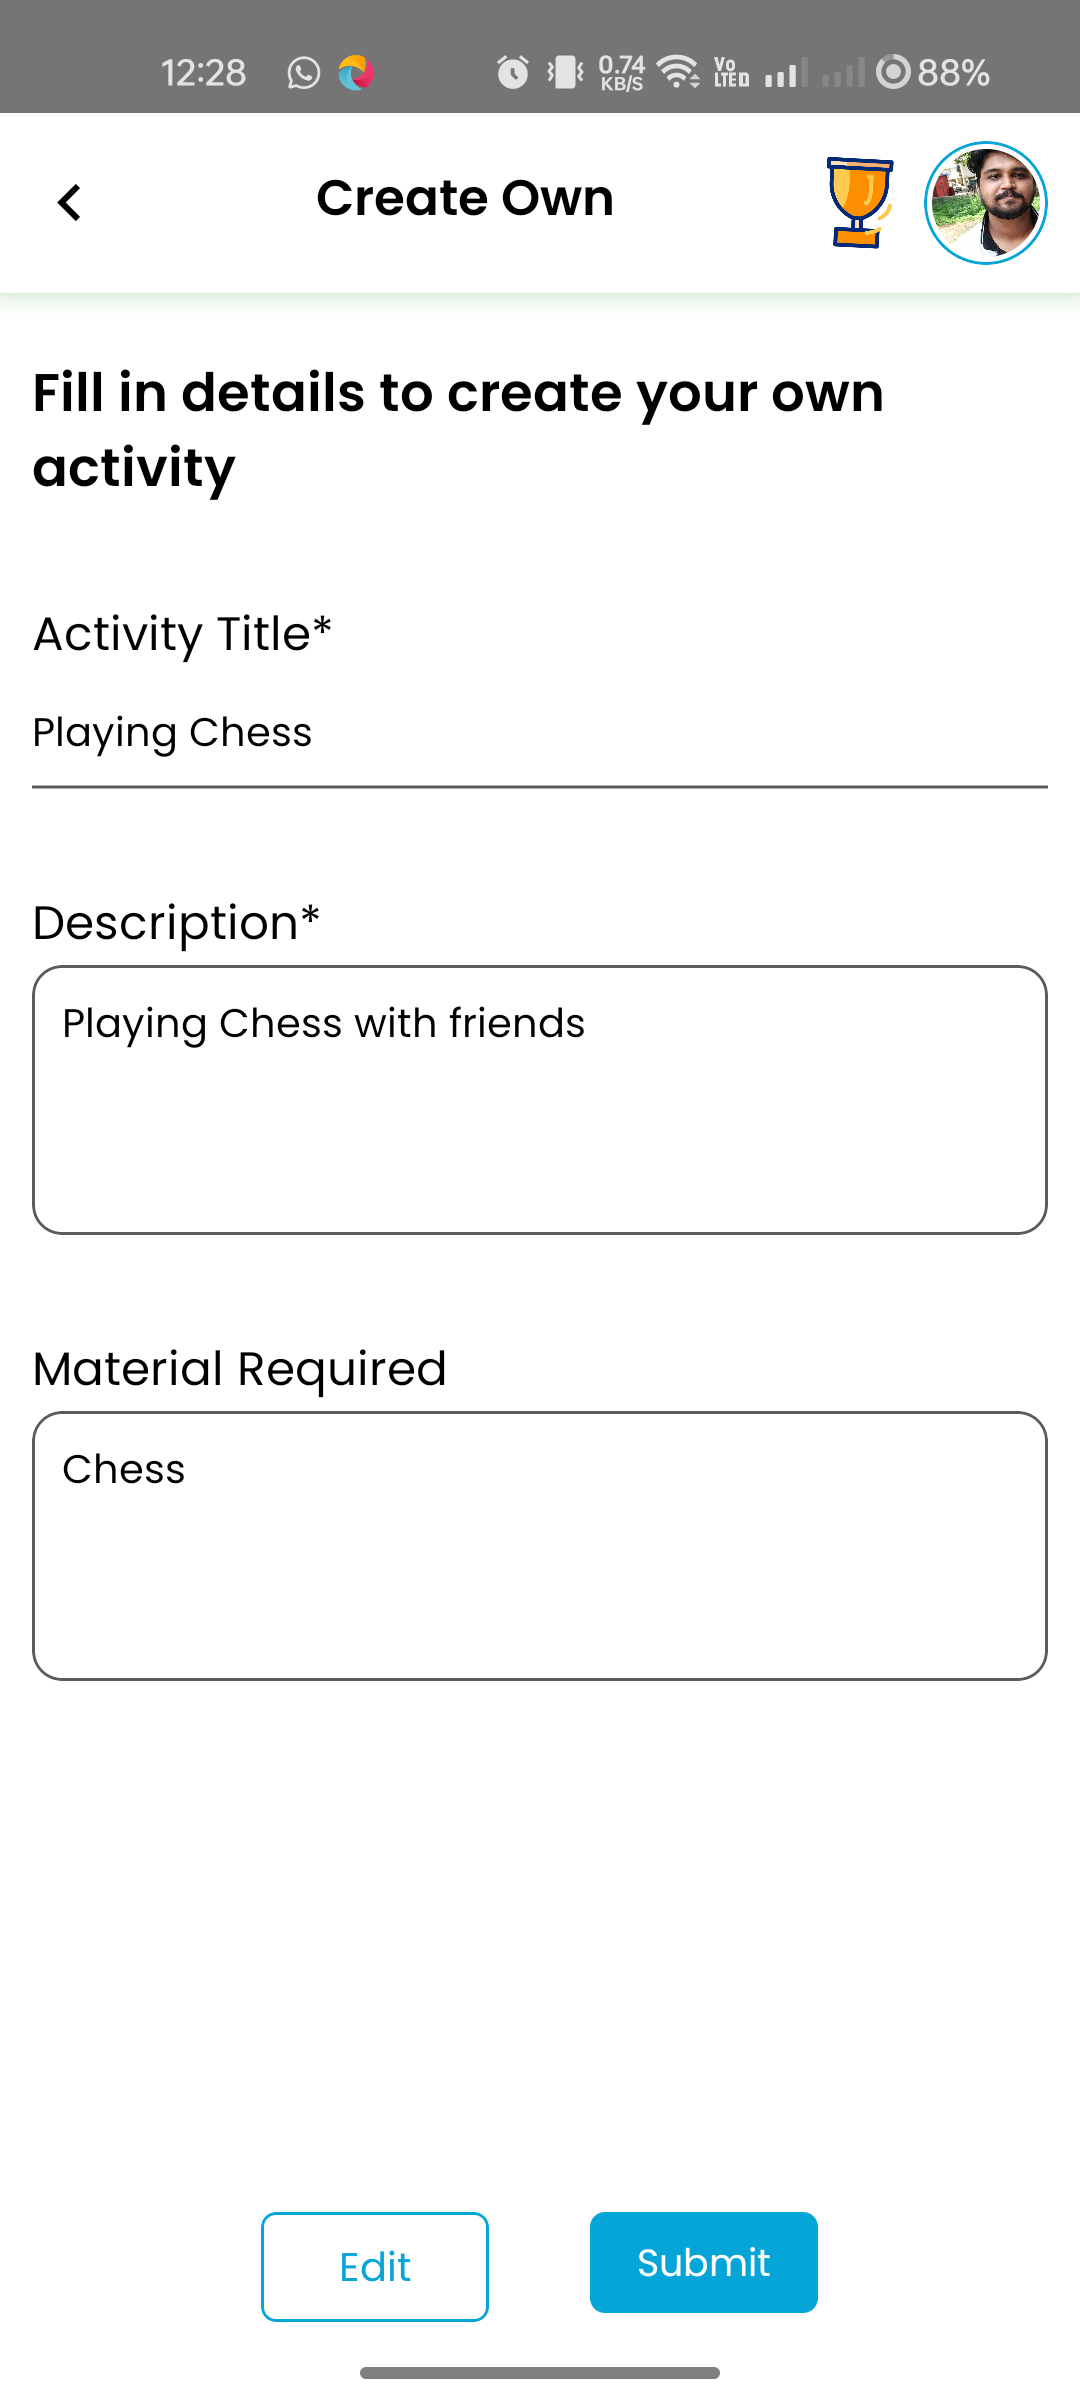 12:28 0.74 KB/S Vo LTED 88%
Create Own
Fill in details to create your own
activity
Activity Title*
Playing Chess
Description*
Playing Chess with friends
Material Required
Chess
Edit Submit